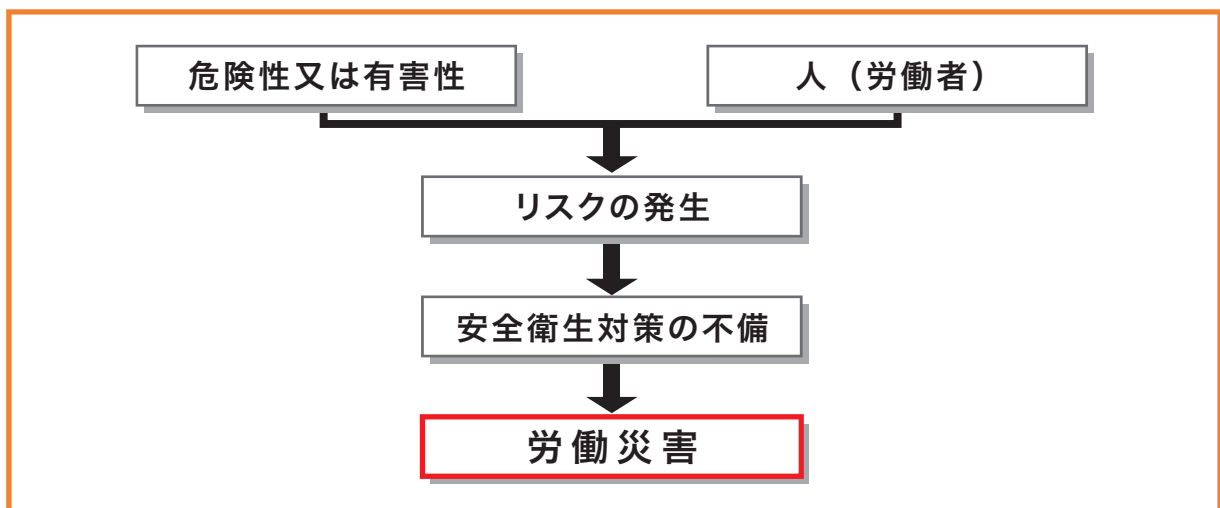 危険性又は有害性
人（労働者）
リスクの発生
安全衛生対策の不備
労働災害